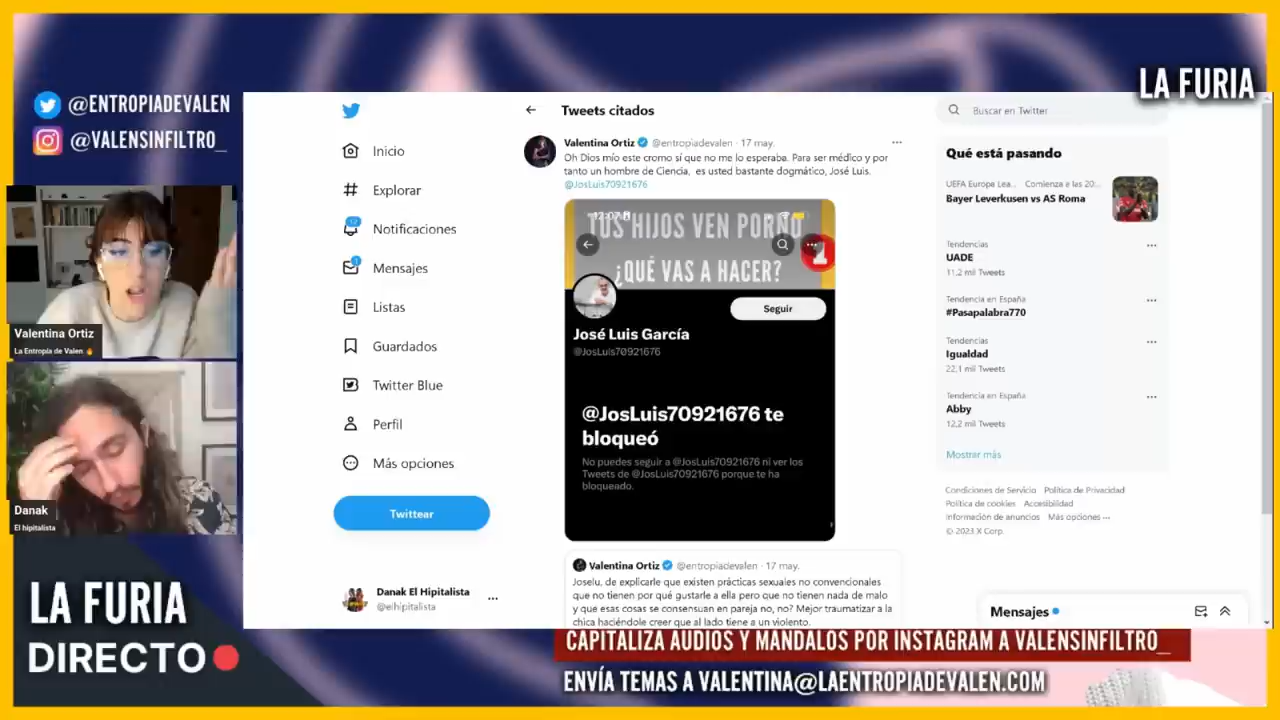 LA FURIA
@ENTROPIADEVALEN
@VALENSINFILTRO_
Valentina Ortiz
La Entropía de Valen
Danak
El hipitalista
LA FURIA
DIRECTO
Inicio
Explorar
17
Notificaciones
1
Mensajes
Listas
Guardados
Twitter Blue
Perfil
Más opciones
Twittear
Danak El Hipitalista
@elhipitalista
Tweets citados
Valentina Ortiz @entropiadevalen · 17 may.
Oh Dios mío este cromo sí que no me lo esperaba. Para ser médico y por
tanto un hombre de Ciencia, es usted bastante dogmático, José Luis.
@JosLuis70921676
12:07
TUS HIJOS VEN PORNO
¿QUÉ VAS A HACER?
1
Seguir
José Luis García
@JosLuis70921676
@JosLuis70921676 te
bloqueó
No puedes seguir a @JosLuis70921676 ni ver los
Tweets de @JosLuis70921676 porque te ha
bloqueado.
Valentina Ortiz @entropiadevalen · 17 may.
Joselu, de explicarle que existen prácticas sexuales no convencionales
que no tienen por qué gustarle a ella pero que no tienen nada de malo
y que esas cosas se consensuan en pareja no, no? Mejor traumatizar a la
chica haciéndole creer que al lado tiene a un violento.
Buscar en Twitter
Qué está pasando
UEFA Europa Lea... Comienza a las 20:...
Bayer Leverkusen vs AS Roma
Tendencias
UADE
11,2 mil Tweets
Tendencia en España
#Pasapalabra770
Tendencias
Igualdad
22,1 mil Tweets
Tendencia en España
Abby
12,2 mil Tweets
Mostrar más
Condiciones de Servicio Política de Privacidad
Política de cookies Accesibilidad
Información de anuncios Más opciones ···
© 2023 X Corp.
Mensajes
CAPITALIZA AUDIOS Y MÁNDALOS POR INSTAGRAM A VALENSINFILTRO_
ENVÍA TEMAS A VALENTINA@LAENTROPIADEVALEN.COM